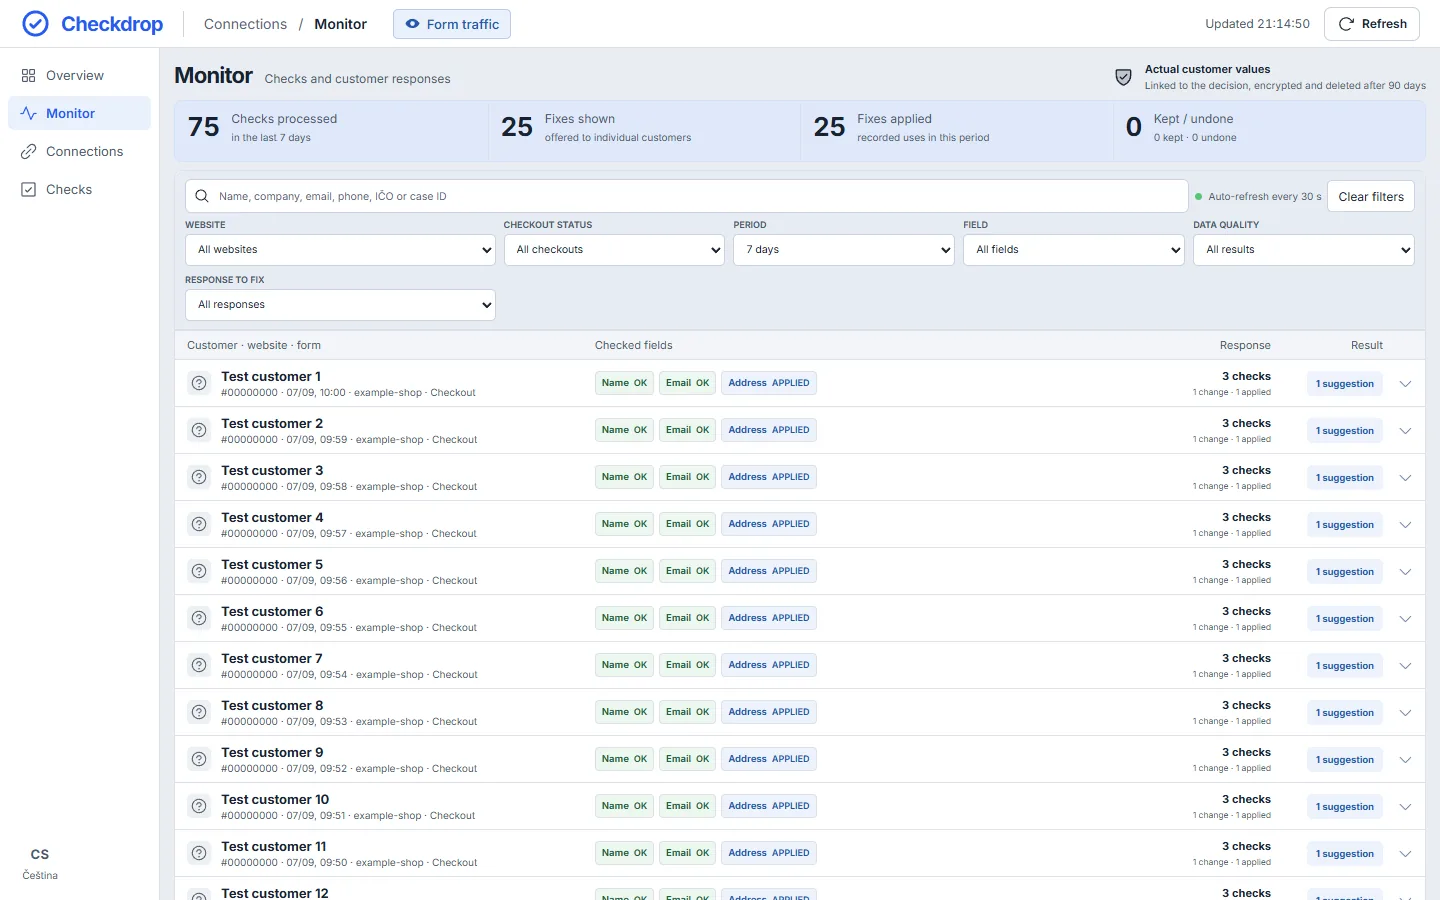 Checkdrop
Connections / Monitor
Form traffic
Updated 21:14:50
Refresh
Overview
Monitor
Connections
Checks
CS
Čeština
Monitor
Checks and customer responses
Actual customer values
Linked to the decision, encrypted and deleted after 90 days
75 Checks processed
in the last 7 days
25 Fixes shown
offered to individual customers
25 Fixes applied
recorded uses in this period
0 Kept / undone
0 kept · 0 undone
Name, company, email, phone, IČO or case ID
Auto-refresh every 30 s
Clear filters
WEBSITE
All websites
CHECKOUT STATUS
All checkouts
PERIOD
7 days
FIELD
All fields
DATA QUALITY
All results
RESPONSE TO FIX
All responses
Customer · website · form Checked fields Response Result
Test customer 1
#00000000 · 07/09, 10:00 · example-shop · Checkout
Name OK Email OK Address APPLIED
3 checks
1 change · 1 applied
1 suggestion
Test customer 2
#00000000 · 07/09, 09:59 · example-shop · Checkout
Name OK Email OK Address APPLIED
3 checks
1 change · 1 applied
1 suggestion
Test customer 3
#00000000 · 07/09, 09:58 · example-shop · Checkout
Name OK Email OK Address APPLIED
3 checks
1 change · 1 applied
1 suggestion
Test customer 4
#00000000 · 07/09, 09:57 · example-shop · Checkout
Name OK Email OK Address APPLIED
3 checks
1 change · 1 applied
1 suggestion
Test customer 5
#00000000 · 07/09, 09:56 · example-shop · Checkout
Name OK Email OK Address APPLIED
3 checks
1 change · 1 applied
1 suggestion
Test customer 6
#00000000 · 07/09, 09:55 · example-shop · Checkout
Name OK Email OK Address APPLIED
3 checks
1 change · 1 applied
1 suggestion
Test customer 7
#00000000 · 07/09, 09:54 · example-shop · Checkout
Name OK Email OK Address APPLIED
3 checks
1 change · 1 applied
1 suggestion
Test customer 8
#00000000 · 07/09, 09:53 · example-shop · Checkout
Name OK Email OK Address APPLIED
3 checks
1 change · 1 applied
1 suggestion
Test customer 9
#00000000 · 07/09, 09:52 · example-shop · Checkout
Name OK Email OK Address APPLIED
3 checks
1 change · 1 applied
1 suggestion
Test customer 10
#00000000 · 07/09, 09:51 · example-shop · Checkout
Name OK Email OK Address APPLIED
3 checks
1 change · 1 applied
1 suggestion
Test customer 11
#00000000 · 07/09, 09:50 · example-shop · Checkout
Name OK Email OK Address APPLIED
3 checks
1 change · 1 applied
1 suggestion
Test customer 12
Name OK Email OK Address APPLIED
3 checks
1 suggestion